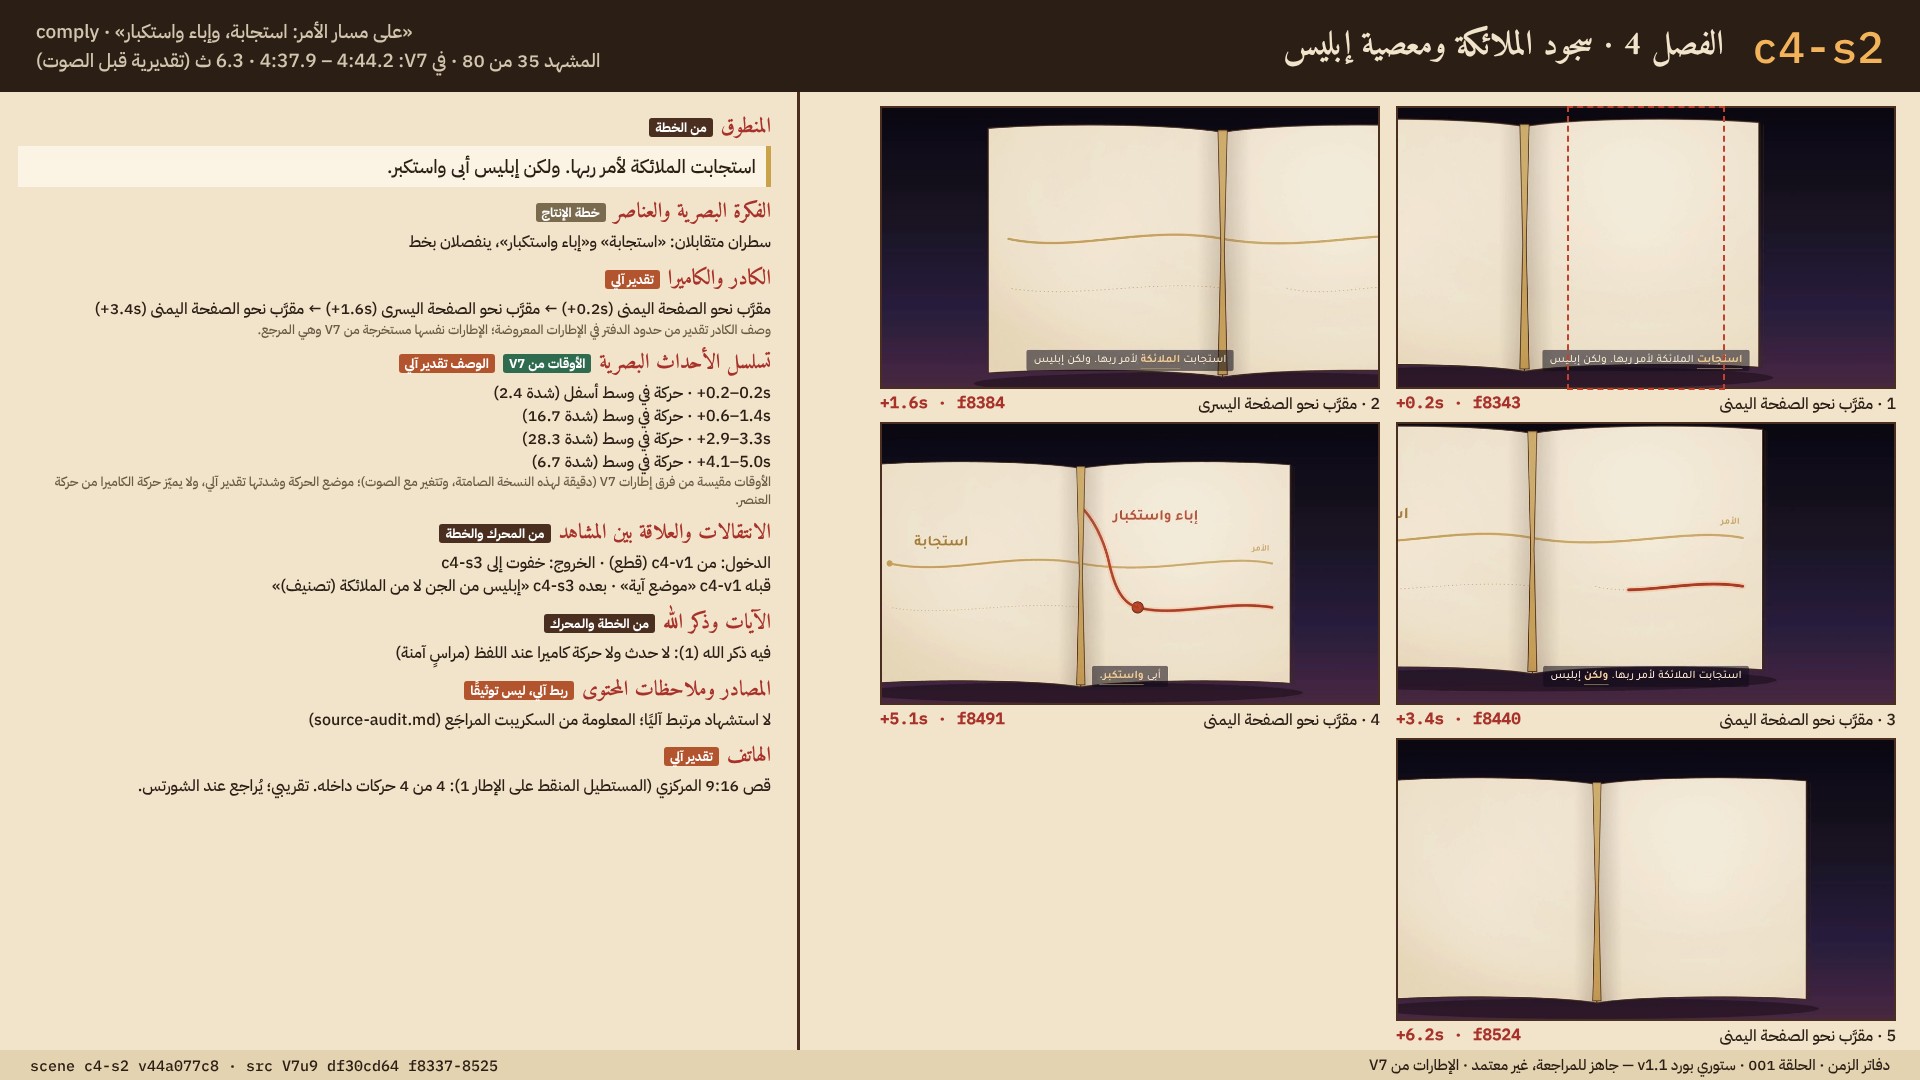 c4-s2
الفصل 4 · سجود الملائكة ومعصية إبليس
«على مسار الأمر: استجابة، وإباء واستكبار» · comply
المشهد 35 من 80 · في V7: 4:37.9 – 4:44.2 · 6.3 ث (تقديرية قبل الصوت)
استجابت الملائكة لأمر ربها. ولكن إبليس
1 · مقرَّب نحو الصفحة اليمنى
+0.2s · f8343
استجابت الملائكة لأمر ربها. ولكن إبليس
2 · مقرَّب نحو الصفحة اليسرى
+1.6s · f8384
الأمر
اس
استجابت الملائكة لأمر ربها. ولكن إبليس
3 · مقرَّب نحو الصفحة اليمنى
+3.4s · f8440
إباء واستكبار
استجابة
الأمر
أبى واستكبر.
4 · مقرَّب نحو الصفحة اليمنى
+5.1s · f8491
5 · مقرَّب نحو الصفحة اليمنى
+6.2s · f8524
المنطوق من الخطة
استجابت الملائكة لأمر ربها. ولكن إبليس أبى واستكبر.
الفكرة البصرية والعناصر خطة الإنتاج
سطران متقابلان: «استجابة» و«إباء واستكبار»، ينفصلان بخط
الكادر والكاميرا تقدير آلي
مقرَّب نحو الصفحة اليمنى (+0.2s) ← مقرَّب نحو الصفحة اليسرى (+1.6s) ← مقرَّب نحو الصفحة اليمنى (+3.4s)
وصف الكادر تقدير من حدود الدفتر في الإطارات المعروضة؛ الإطارات نفسها مستخرجة من V7 وهي المرجع.
تسلسل الأحداث البصرية الأوقات من V7 الوصف تقدير آلي
+0.2–0.2s · حركة في وسط أسفل (شدة 2.4)
+0.6–1.4s · حركة في وسط (شدة 16.7)
+2.9–3.3s · حركة في وسط (شدة 28.3)
+4.1–5.0s · حركة في وسط (شدة 6.7)
الأوقات مقيسة من فرق إطارات V7 (دقيقة لهذه النسخة الصامتة، وتتغير مع الصوت)؛ موضع الحركة وشدتها تقدير آلي، ولا يميّز حركة الكاميرا من حركة
العنصر.
الانتقالات والعلاقة بين المشاهد من المحرك والخطة
الدخول: من c4-v1 (قطع) · الخروج: خفوت إلى c4-s3
قبله c4-v1 «موضع آية» · بعده c4-s3 «إبليس من الجن لا من الملائكة (تصنيف)»
الآيات وذكر الله من الخطة والمحرك
فيه ذكر الله (1): لا حدث ولا حركة كاميرا عند اللفظ (مراسٍ آمنة)
المصادر وملاحظات المحتوى ربط آلي، ليس توثيقًا
لا استشهاد مرتبط آليًا؛ المعلومة من السكريبت المراجَع (source-audit.md)
الهاتف تقدير آلي
قص 9:16 المركزي (المستطيل المنقط على الإطار 1): 4 من 4 حركات داخله. تقريبي؛ يُراجع عند الشورتس.
دفاتر الزمن · الحلقة 001 · ستوري بورد v1.1 — جاهز للمراجعة، غير معتمد · الإطارات من V7
scene c4-s2 v44a077c8 · src V7u9 df30cd64 f8337-8525